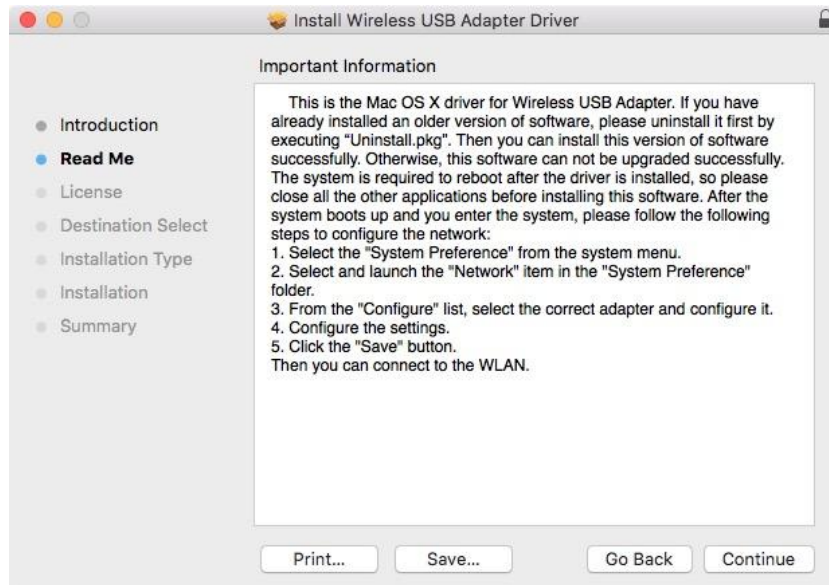 Install Wireless USB Adapter Driver
Important Information
Introduction
Read Me
License
Destination Select
Installation Type
Installation
Summary
This is the Mac OS X driver for Wireless USB Adapter. If you have
already installed an older version of software, please uninstall it first by
executing “Uninstall.pkg". Then you can install this version of software
successfully. Otherwise, this software can not be upgraded successfully.
The system is required to reboot after the driver is installed, so please
close all the other applications before installing this software. After the
system boots up and you enter the system, please follow the following
steps to configure the network:
1. Select the "System Preference" from the system menu.
2. Select and launch the "Network" item in the "System Preference"
folder.
3. From the "Configure" list, select the correct adapter and configure it.
4. Configure the settings.
5. Click the "Save" button.
Then you can connect to the WLAN.
Print... Save... Go Back Continue